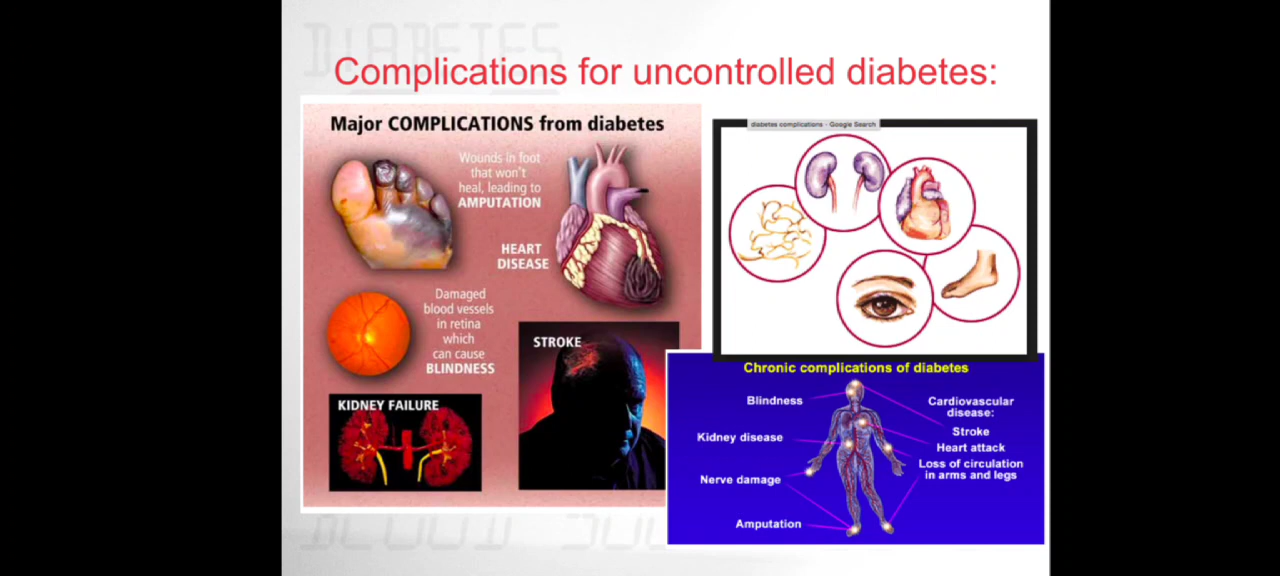 DIABETES
Complications for uncontrolled diabetes:
Major COMPLICATIONS from diabetes
Wounds in foot
that won't
heal, leading to
AMPUTATION
HEART
DISEASE
Damaged
blood vessels
in retina
which
can cause
BLINDNESS
STROKE
KIDNEY FAILURE
diabetes complications - Google Search
Chronic complications of diabetes
Blindness
Kidney disease
Nerve damage
Amputation
Cardiovascular
disease:
Stroke
Heart attack
Loss of circulation
in arms and legs
BLOOD